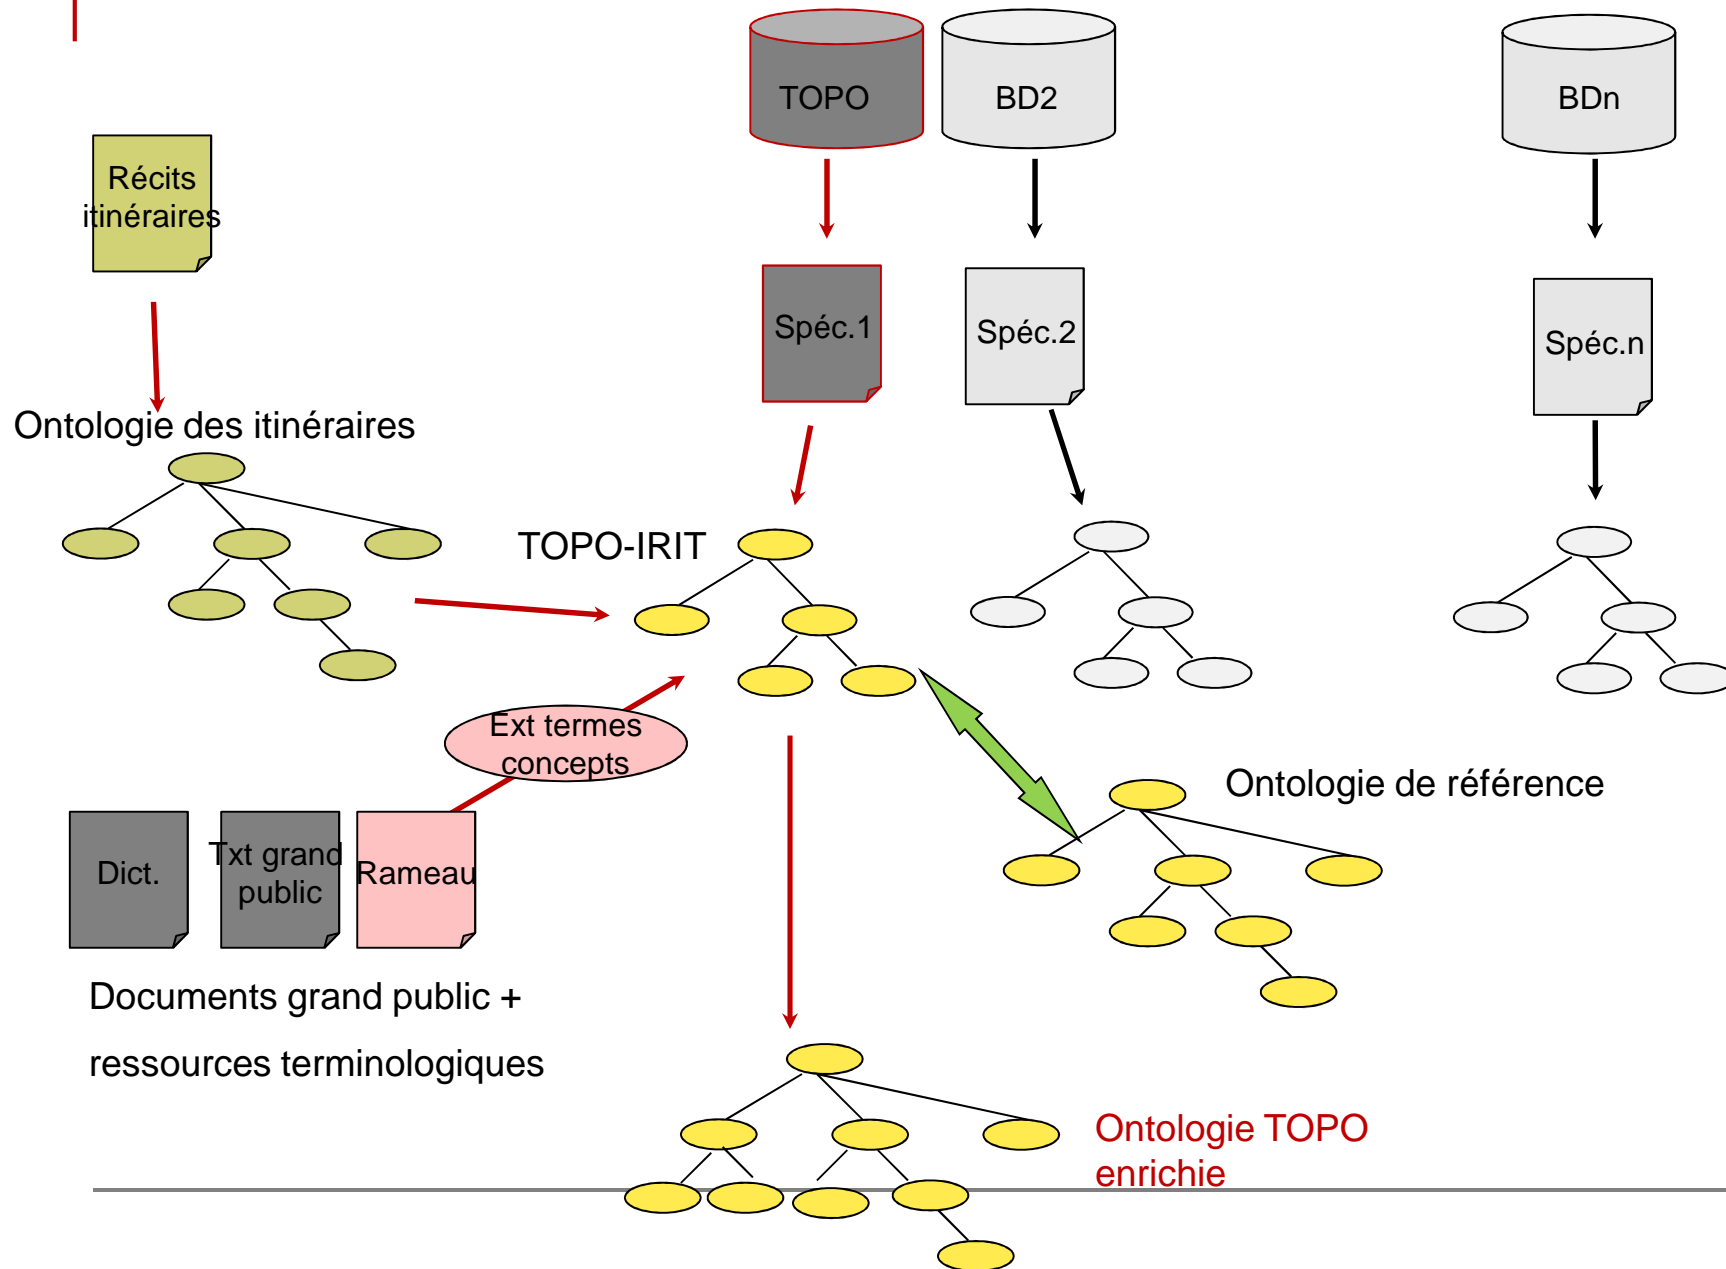 TOPO
BD2
BDn
Récits
itinéraires
Spéc.1
Spéc.2
Spéc.n
Ontologie des itinéraires
TOPO-IRIT
Ext termes
concepts
Ontologie de référence
Dict.
Txt grand
public
Rameau
Documents grand public +
ressources terminologiques
Ontologie TOPO
enrichie